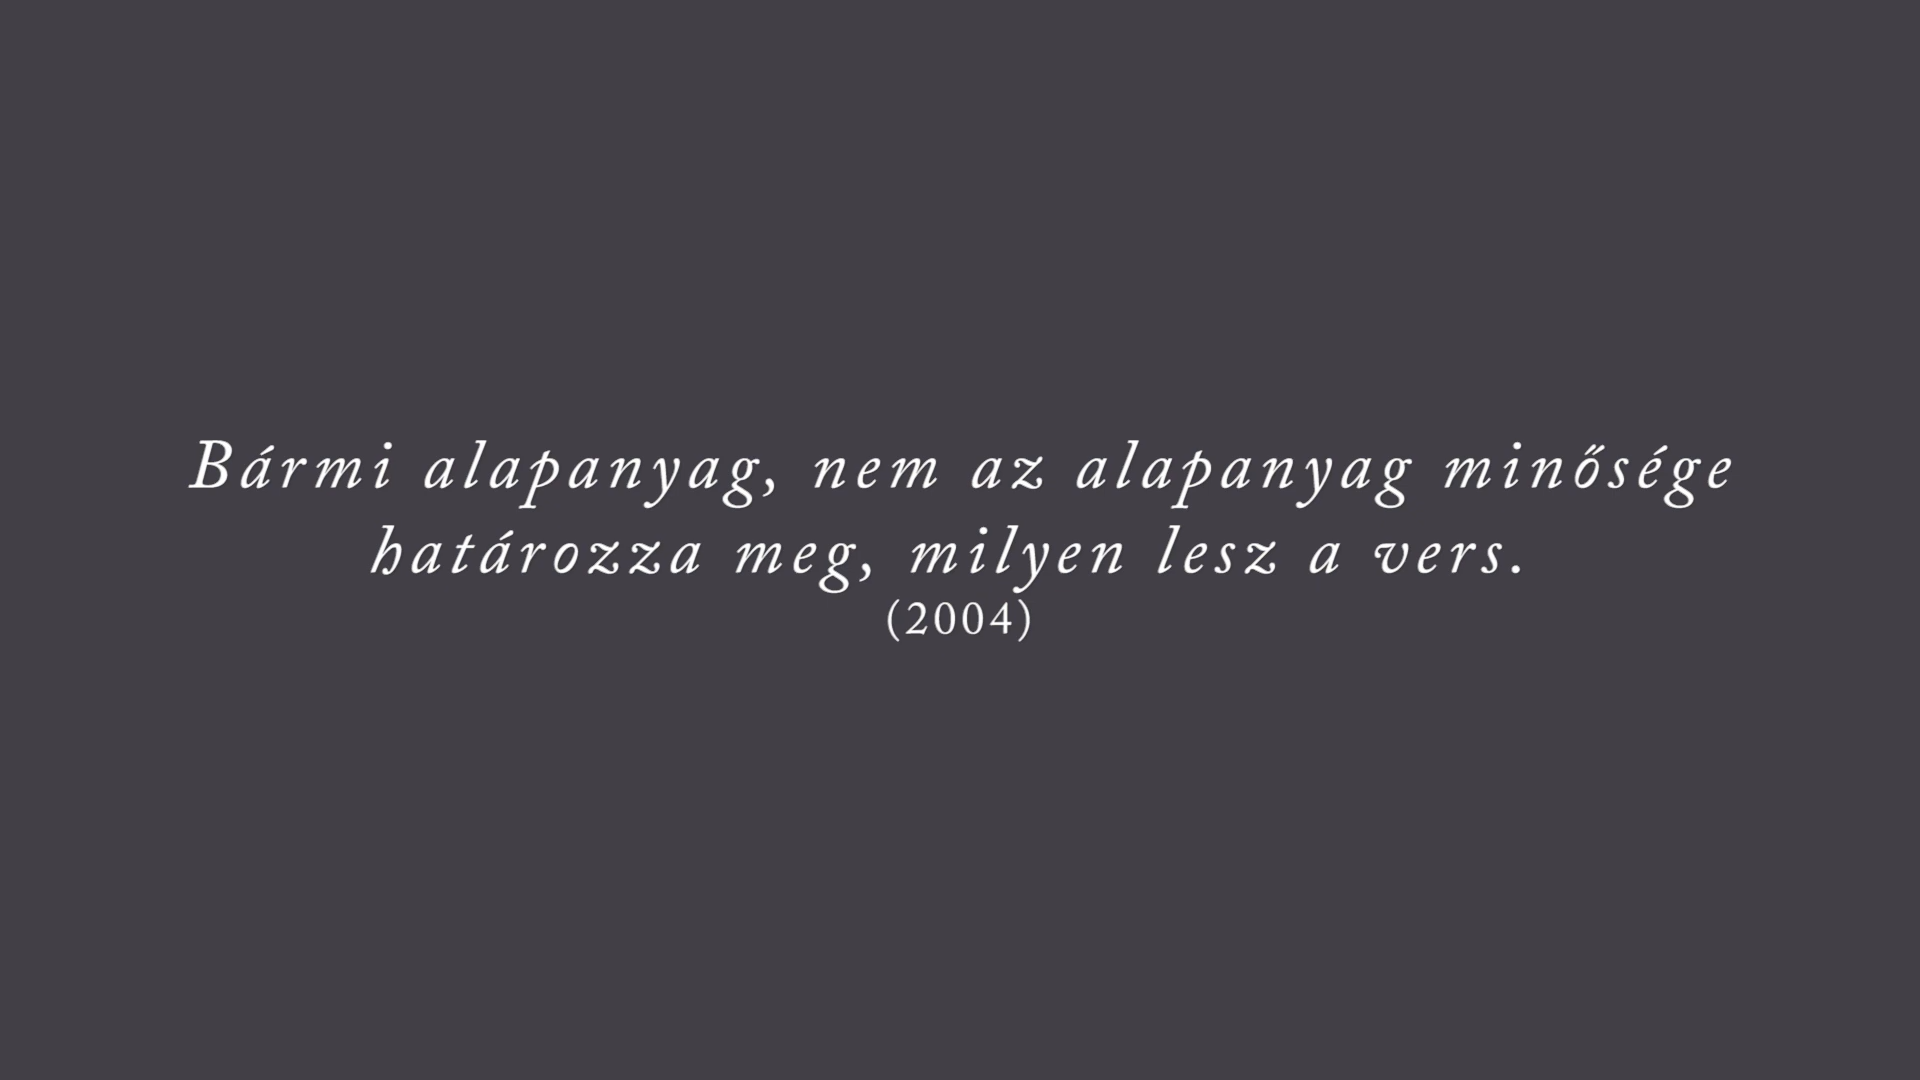 Bármi alapanyag, nem az alapanyag minősége
határozza meg, milyen lesz a vers.
(2004)